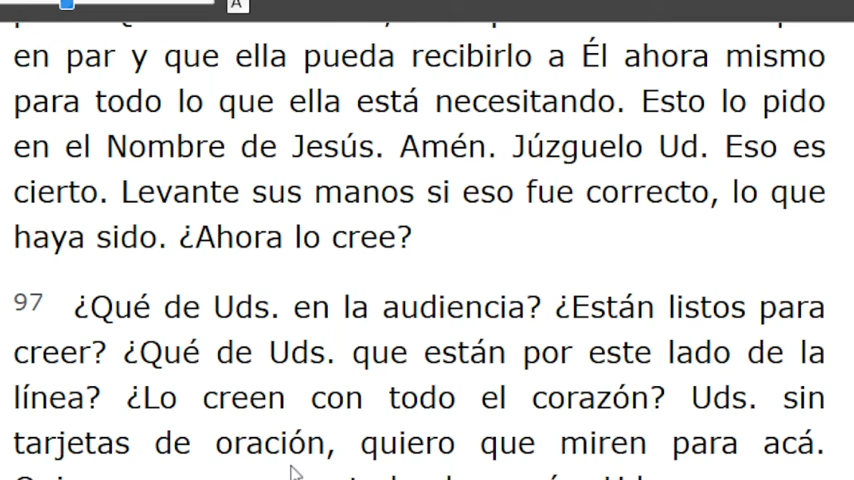 A
en par y que ella pueda recibirlo a Él ahora mismo
para todo lo que ella está necesitando. Esto lo pido
en el Nombre de Jesús. Amén. Júzguelo Ud. Eso es
cierto. Levante sus manos si eso fue correcto, lo que
haya sido. ¿Ahora lo cree?
97 ¿Qué de Uds. en la audiencia? ¿Están listos para
creer? ¿Qué de Uds. que están por este lado de la
línea? ¿Lo creen con todo el corazón? Uds. sin
tarjetas de oración, quiero que miren para acá.